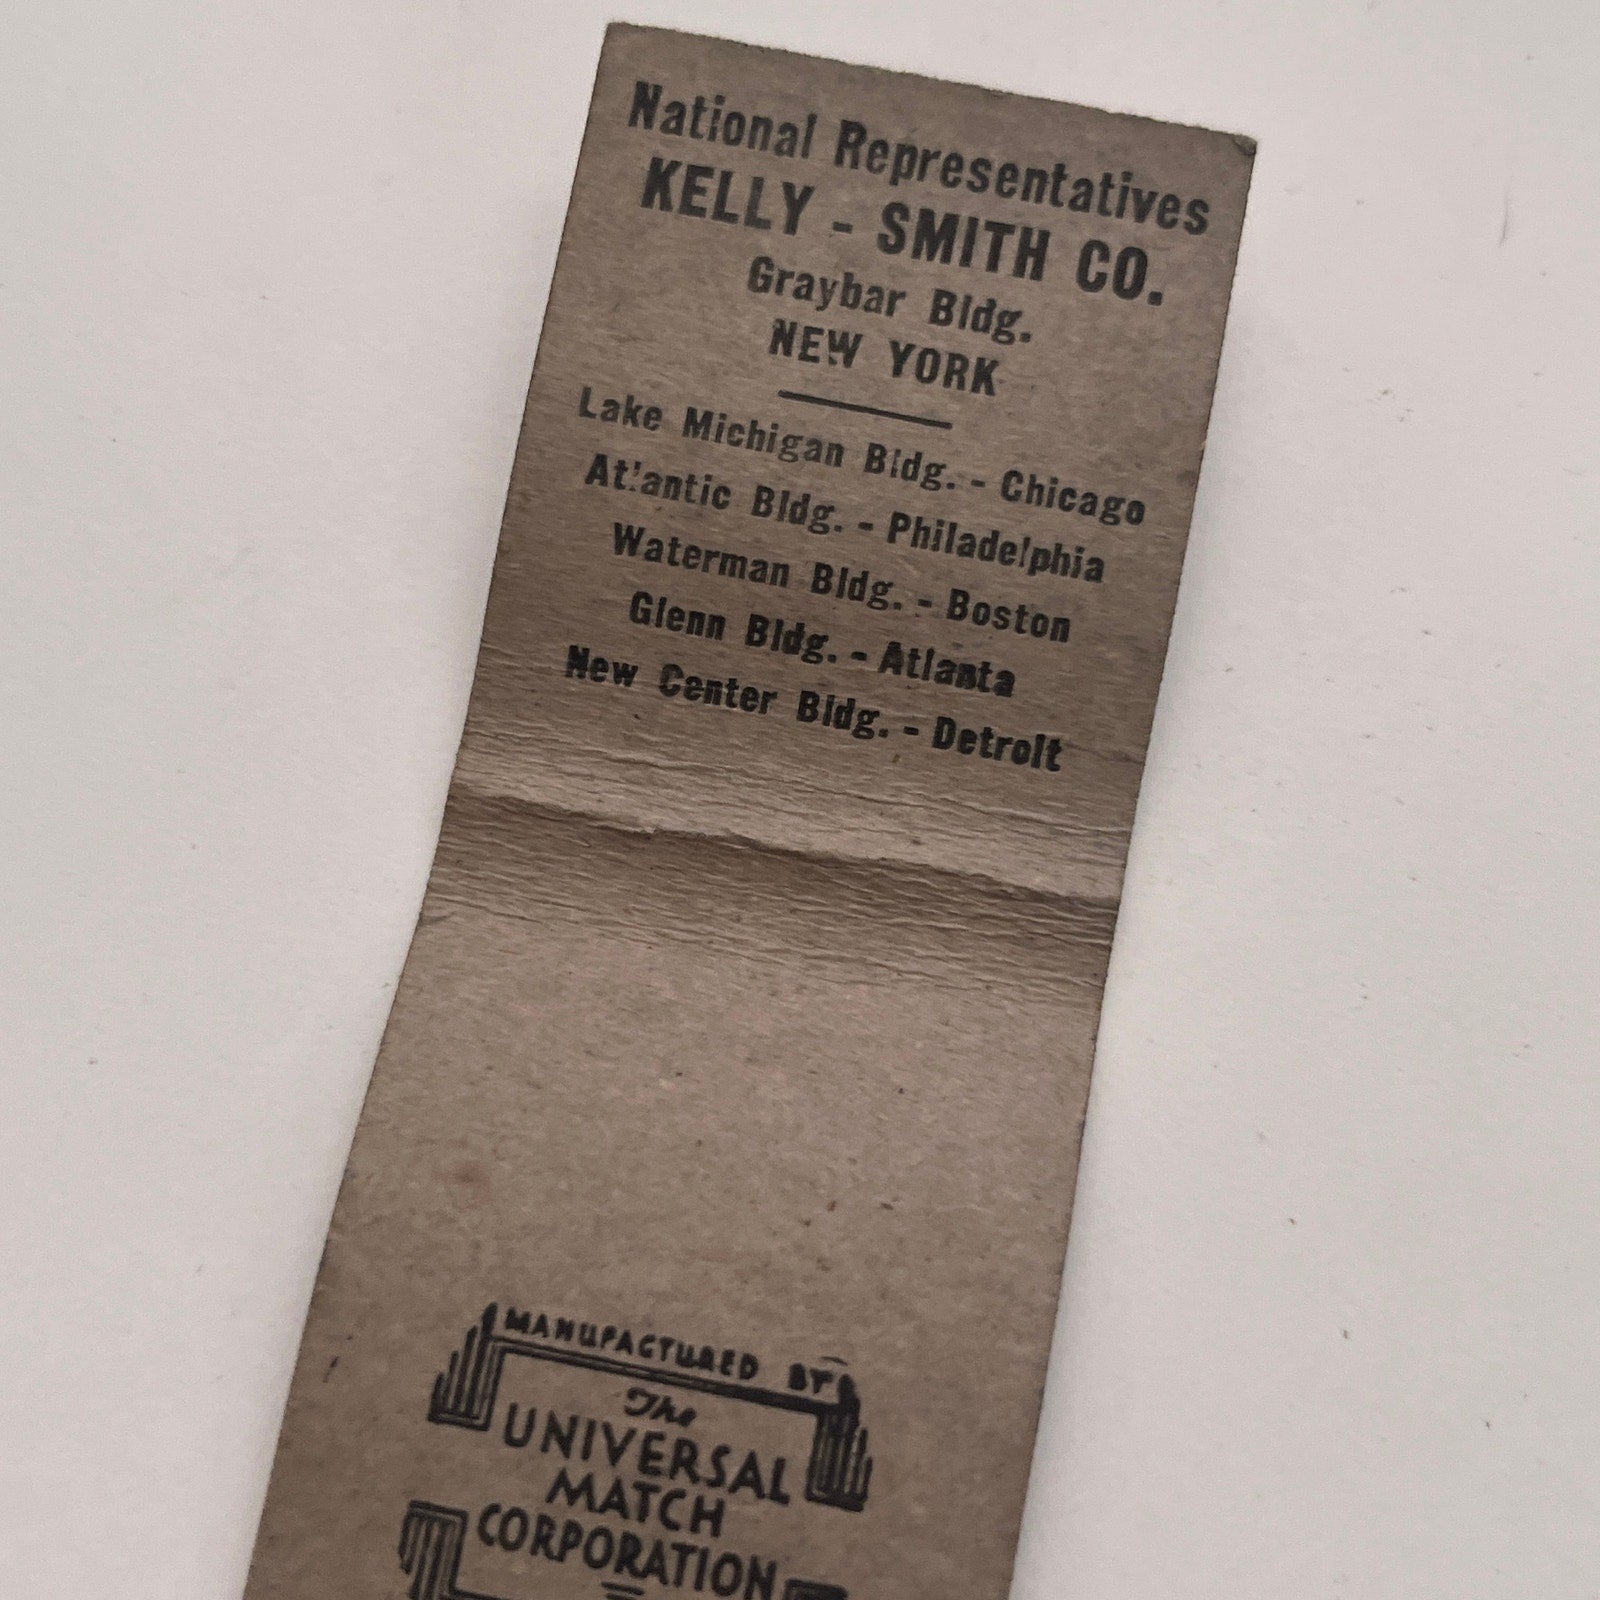 National Representatives
KELLY - SMITH CO.
Graybar Bldg.
NEW YORK
Lake Michigan Bldg. - Chicago
Atlantic Bldg. - Philadelphia
Waterman Bldg. - Boston
Glenn Bldg. - Atlanta
New Center Bldg. - Detroit
MANUFACTURED BY
The
UNIVERSAL
MATCH
CORPORATION